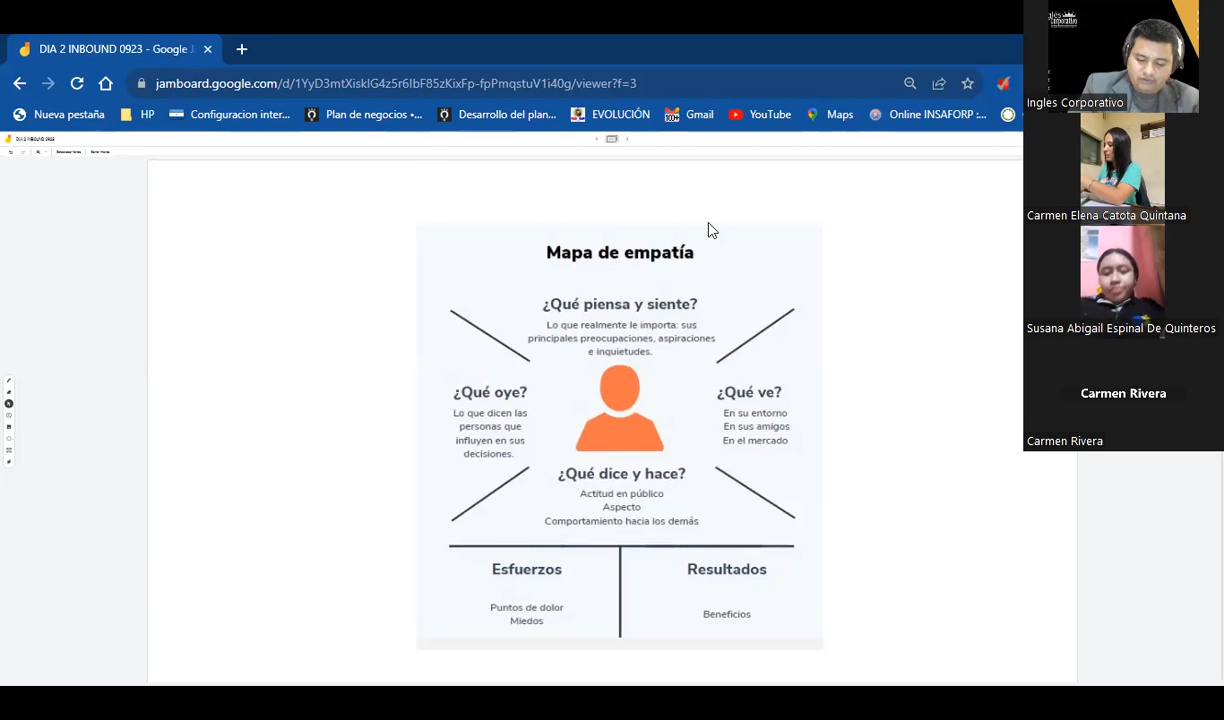 DIA 2 INBOUND 0923 - Google J
jamboard.google.com/d/1YyD3mtXiskIG4z5r6IbF85zKixFp-fpPmqstuV1i40g/viewer?f=3
Nueva pestaña
HP
Configuracion inter...
Plan de negocios •...
Desarrollo del plan...
EVOLUCIÓN
Gmail
YouTube
Maps
Online INSAFORP :...
DIA 2 INBOUND 0923
Mapa de empatía
¿Qué piensa y siente?
Lo que realmente le importa: sus
principales preocupaciones, aspiraciones
e inquietudes.
¿Qué oye?
Lo que dicen las
personas que
influyen en sus
decisiones.
¿Qué ve?
En su entorno
En sus amigos
En el mercado
¿Qué dice y hace?
Actitud en público
Aspecto
Comportamiento hacia los demás
Esfuerzos
Puntos de dolor
Miedos
Resultados
Beneficios
Ingles Corporativo
Carmen Elena Catota Quintana
Susana Abigail Espinal De Quinteros
Carmen Rivera
Carmen Rivera